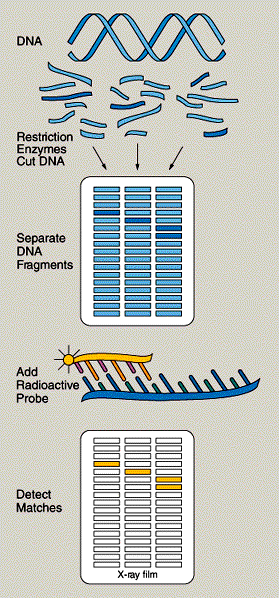 DNA
Restriction
Enzymes
Cut DNA
Separate
DNA
Fragments
Add
Radioactive
Probe
Detect
Matches
X-ray film